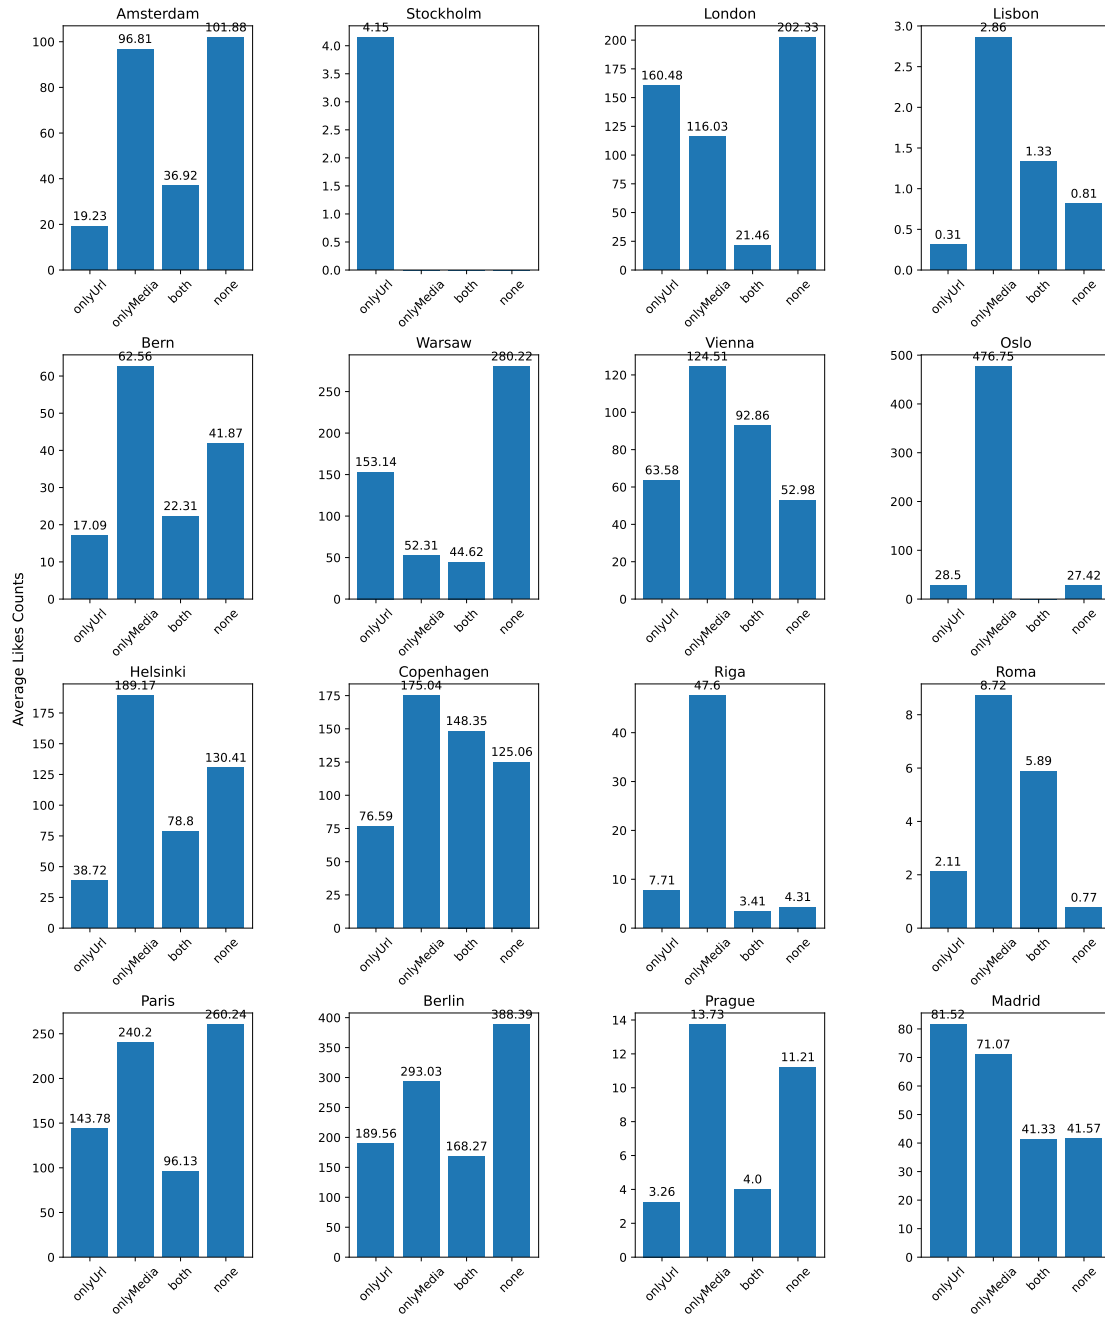 Average Likes Counts
Amsterdam
100
80
60
40
20
0
19.23
96.81
36.92
101.88
onlyUrl
onlyMedia
both
none
Stockholm
4.0
3.5
3.0
2.5
2.0
1.5
1.0
0.5
0.0
4.15
onlyUrl
onlyMedia
both
none
London
200
175
150
125
100
75
50
25
0
160.48
116.03
21.46
202.33
onlyUrl
onlyMedia
both
none
Lisbon
3.0
2.5
2.0
1.5
1.0
0.5
0.0
0.31
2.86
1.33
0.81
onlyUrl
onlyMedia
both
none
Bern
60
50
40
30
20
10
0
17.09
62.56
22.31
41.87
onlyUrl
onlyMedia
both
none
Warsaw
250
200
150
100
50
0
153.14
52.31
44.62
280.22
onlyUrl
onlyMedia
both
none
Vienna
120
100
80
60
40
20
0
63.58
124.51
92.86
52.98
onlyUrl
onlyMedia
both
none
Oslo
500
400
300
200
100
0
28.5
476.75
27.42
onlyUrl
onlyMedia
both
none
Helsinki
175
150
125
100
75
50
25
0
38.72
189.17
78.8
130.41
onlyUrl
onlyMedia
both
none
Copenhagen
175
150
125
100
75
50
25
0
76.59
175.04
148.35
125.06
onlyUrl
onlyMedia
both
none
Riga
40
30
20
10
0
7.71
47.6
3.41
4.31
onlyUrl
onlyMedia
both
none
Roma
8
6
4
2
0
2.11
8.72
5.89
0.77
onlyUrl
onlyMedia
both
none
Paris
250
200
150
100
50
0
143.78
240.2
96.13
260.24
onlyUrl
onlyMedia
both
none
Berlin
400
350
300
250
200
150
100
50
0
189.56
293.03
168.27
388.39
onlyUrl
onlyMedia
both
none
Prague
14
12
10
8
6
4
2
0
3.26
13.73
4.0
11.21
onlyUrl
onlyMedia
both
none
Madrid
80
70
60
50
40
30
20
10
0
81.52
71.07
41.33
41.57
onlyUrl
onlyMedia
both
none